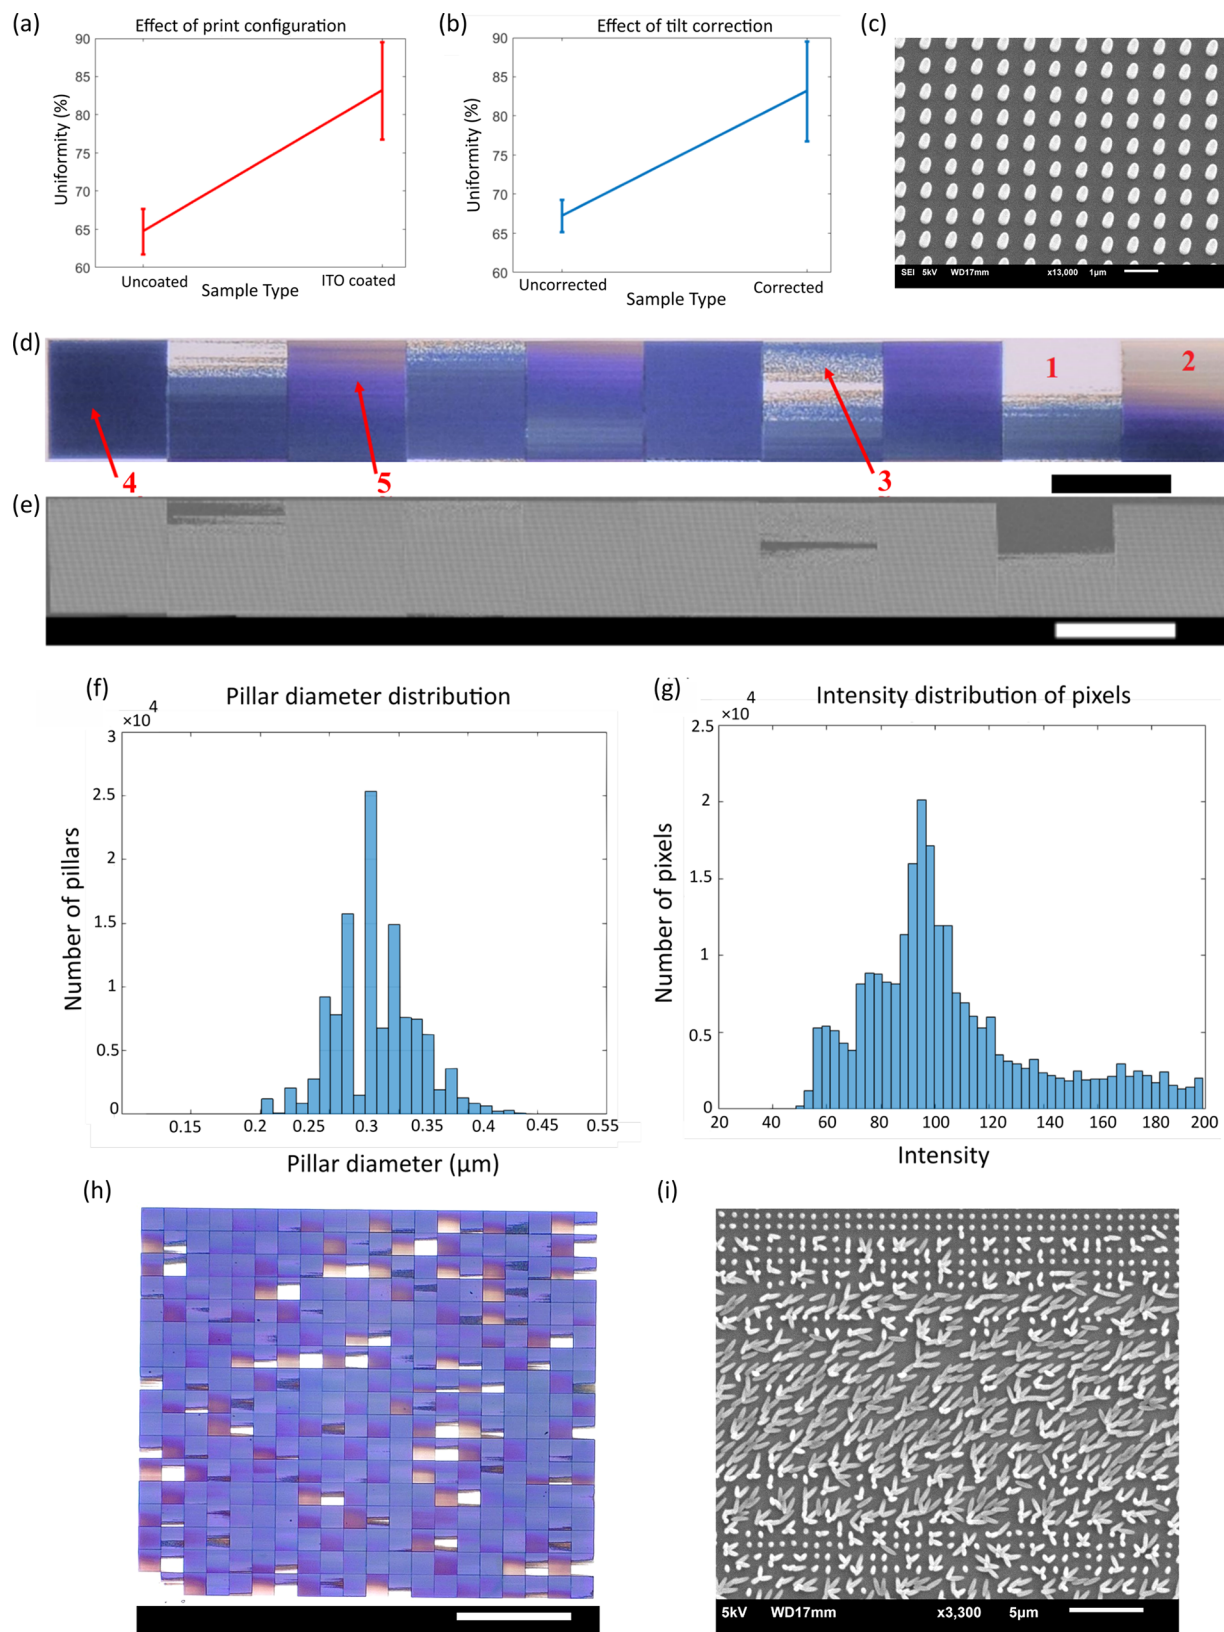 (a)
Effect of print configuration
Uniformity (%)
90
85
80
75
70
65
60
Uncoated
ITO coated
Sample Type
(b)
Effect of tilt correction
Uniformity (%)
90
85
80
75
70
65
60
Uncorrected
Corrected
Sample Type
(c)
SEI 5kV WD17mm x13,000 1μm
(d)
1
2
4
5
3
(e)
(f)
Pillar diameter distribution
×10 4
Number of pillars
3
2.5
2
1.5
1
0.5
0
0.15 0.2 0.25 0.3 0.35 0.4 0.45 0.55
Pillar diameter (μm)
(g)
Intensity distribution of pixels
×10 4
Number of pixels
2.5
2
1.5
1
0.5
0
20 40 60 80 100 120 140 160 180 200
Intensity
(h)
(i)
5kV WD17mm x3,300 5μm